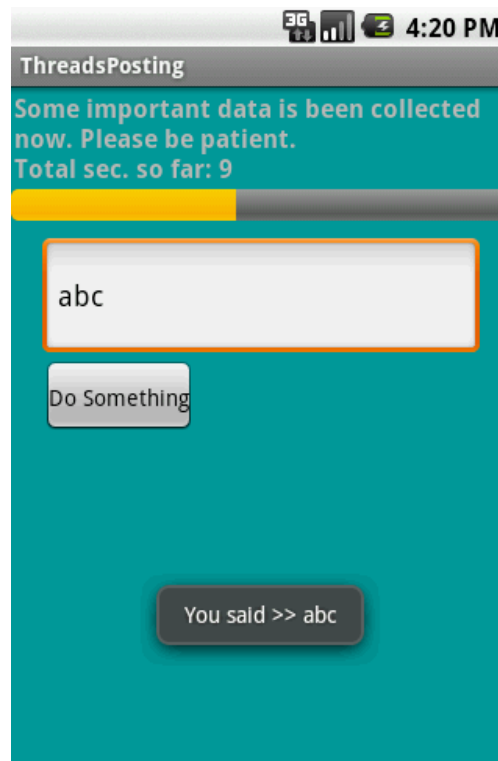 3G 4:20 PM
ThreadsPosting
Some important data is been collected
now. Please be patient.
Total sec. so far: 9
abc
Do Something
You said >> abc